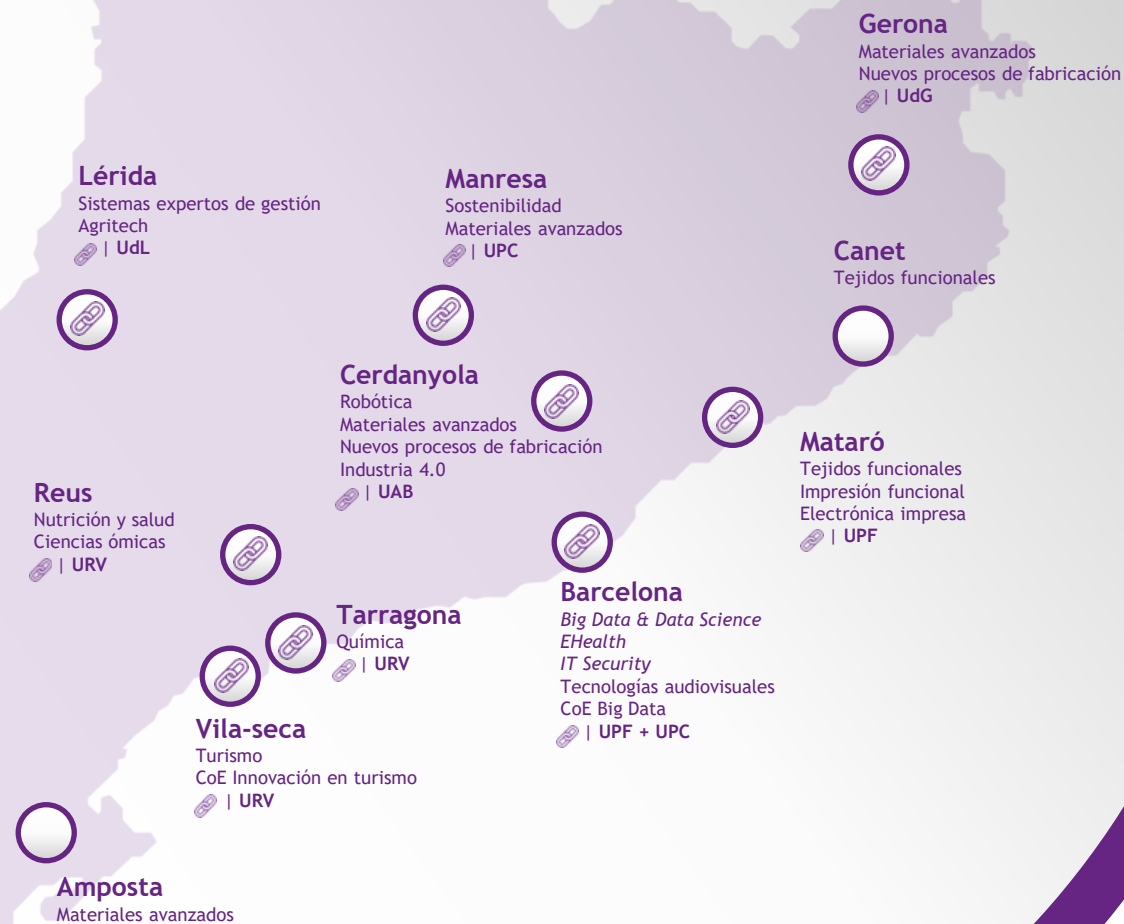 Gerona
Materiales avanzados
Nuevos procesos de fabricación
| UdG
Lérida
Sistemas expertos de gestión
Agritech
| UdL
Manresa
Sostenibilidad
Materiales avanzados
| UPC
Canet
Tejidos funcionales
Cerdanyola
Robótica
Materiales avanzados
Nuevos procesos de fabricación
Industria 4.0
| UAB
Mataró
Tejidos funcionales
Impresión funcional
Electrónica impresa
| UPF
Reus
Nutrición y salud
Ciencias ómicas
| URV
Tarragona
Química
| URV
Barcelona
Big Data & Data Science
EHealth
IT Security
Tecnologías audiovisuales
CoE Big Data
| UPF + UPC
Vila-seca
Turismo
CoE Innovación en turismo
| URV
Amposta
Materiales avanzados